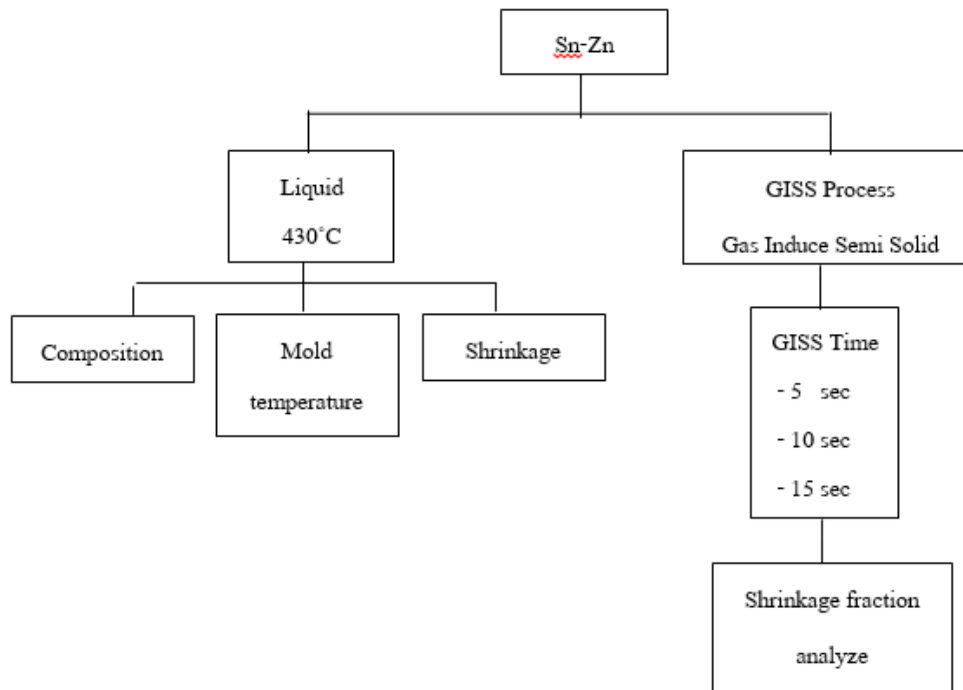 Sn-Zn
Liquid
430˚C
GISS Process
Gas Induce Semi Solid
Composition
Mold
temperature
Shrinkage
GISS Time
- 5 sec
- 10 sec
- 15 sec
Shrinkage fraction
analyze